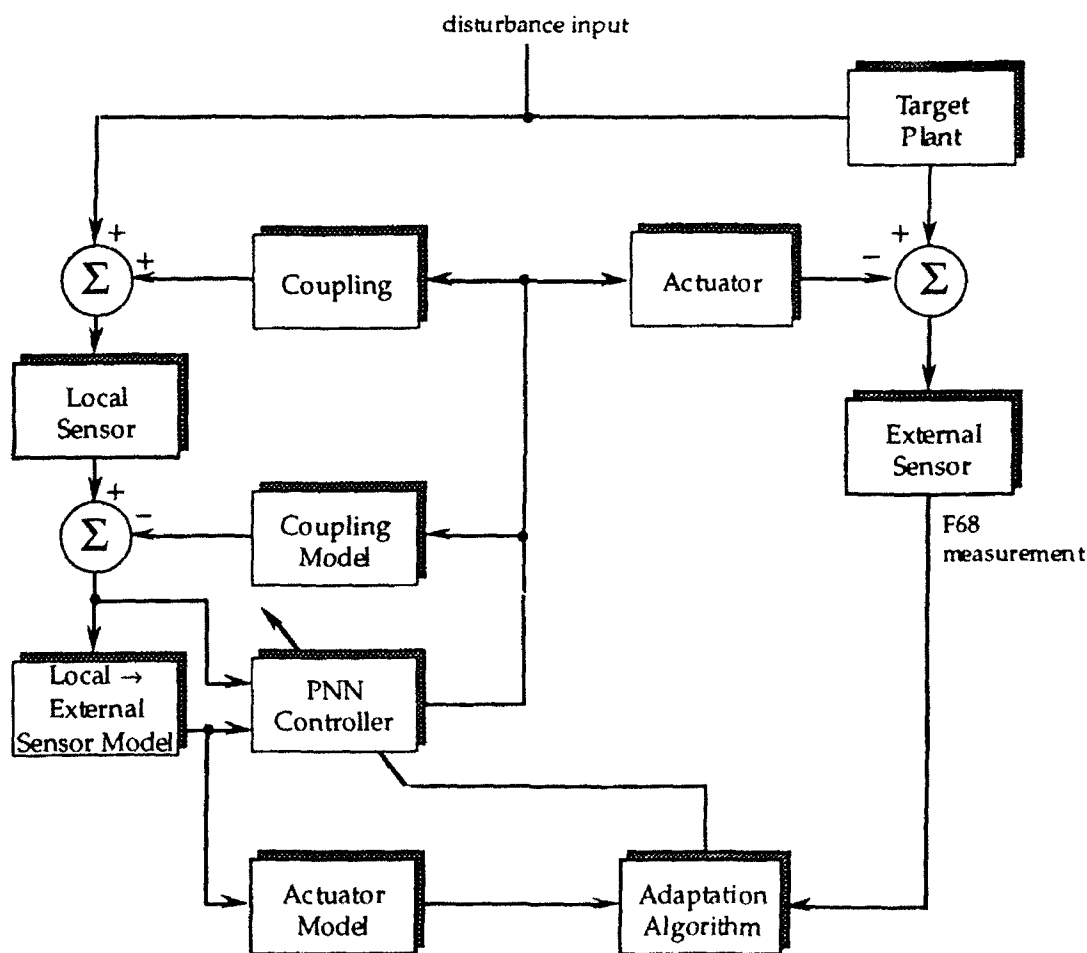 disturbance input
Target
Plant
+
+
Σ
Coupling
Actuator
−
+
Σ
Local
Sensor
External
Sensor
+
−
Σ
Coupling
Model
F68
measurement
Local →
External
Sensor Model
PNN
Controller
Actuator
Model
Adaptation
Algorithm